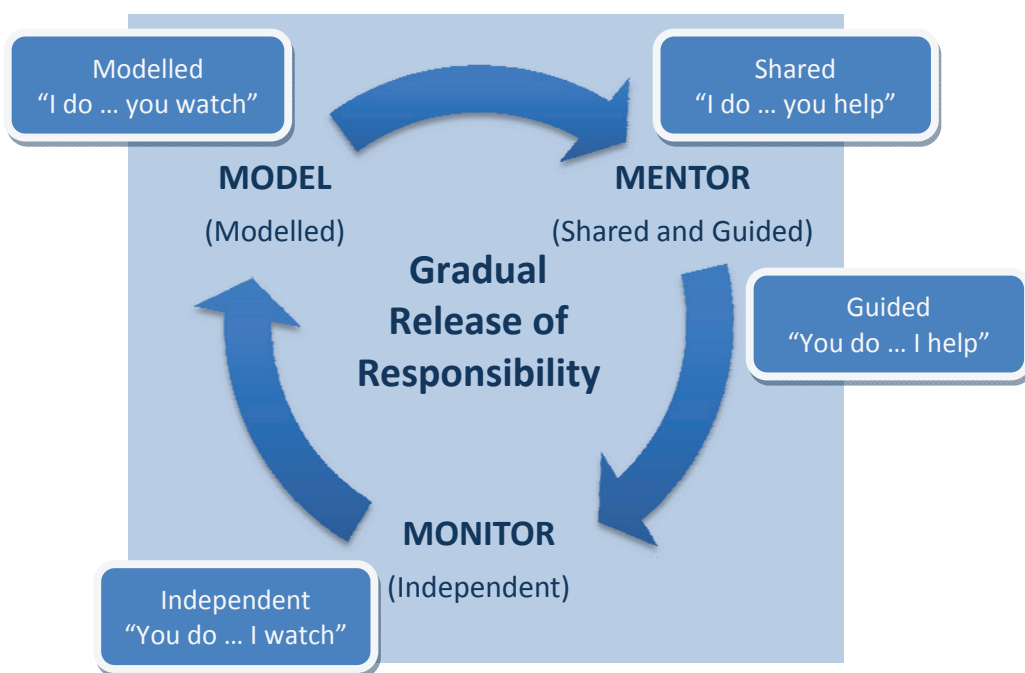 Modelled
“I do … you watch”
Shared
“I do … you help”
MODEL
(Modelled)
MENTOR
(Shared and Guided)
Gradual
Release of
Responsibility
Guided
“You do … I help”
MONITOR
(Independent)
Independent
“You do … I watch”